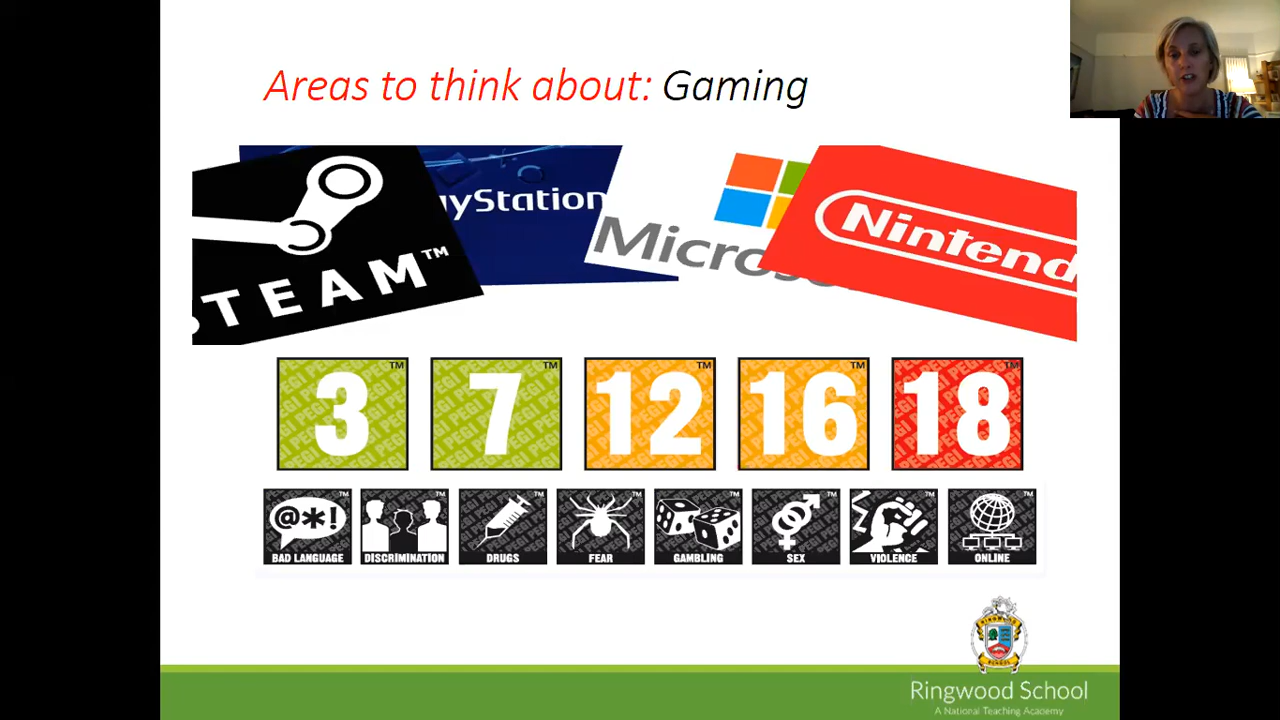 Areas to think about: Gaming
STEAM™
ayStation
Micros
Nintend
3 7 12 16 18
BAD LANGUAGE DISCRIMINATION DRUGS FEAR GAMBLING SEX VIOLENCE ONLINE
Ringwood School
A National Teaching Academy